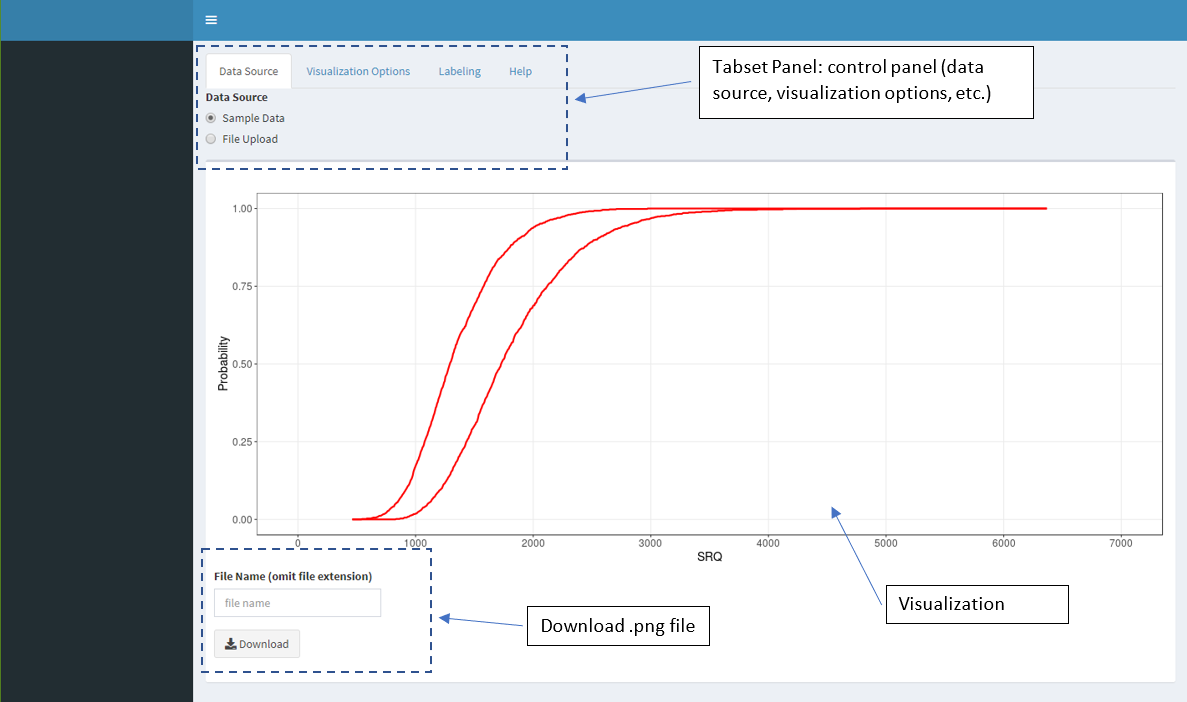 Data Source
Visualization Options
Labeling
Help
Data Source
Sample Data
File Upload
Tabset Panel: control panel (data
source, visualization options, etc.)
1.00
0.75
0.50
0.25
0.00
Probability
0
1000
2000
3000
4000
5000
6000
7000
SRQ
File Name (omit file extension)
file name
Download
Download .png file
Visualization